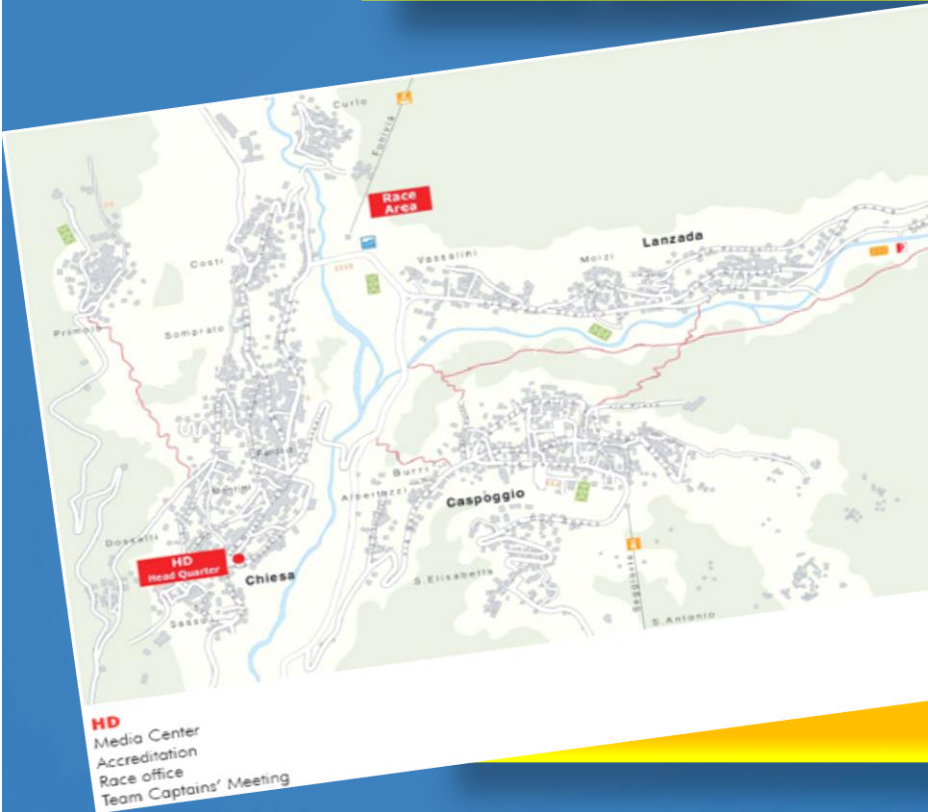 Curlo
Funivia
Race
Area
Lanzada
Vassalini
Moizi
Costi
Primolo
Somprato
Burri
Albertazzi
Caspoggio
Dosselli
HD
Head Quarter
Chiesa
S. Elisabetta
Seggiovia
Sasso
S. Antonio
HD
Media Center
Accreditation
Race office
Team Captains' Meeting